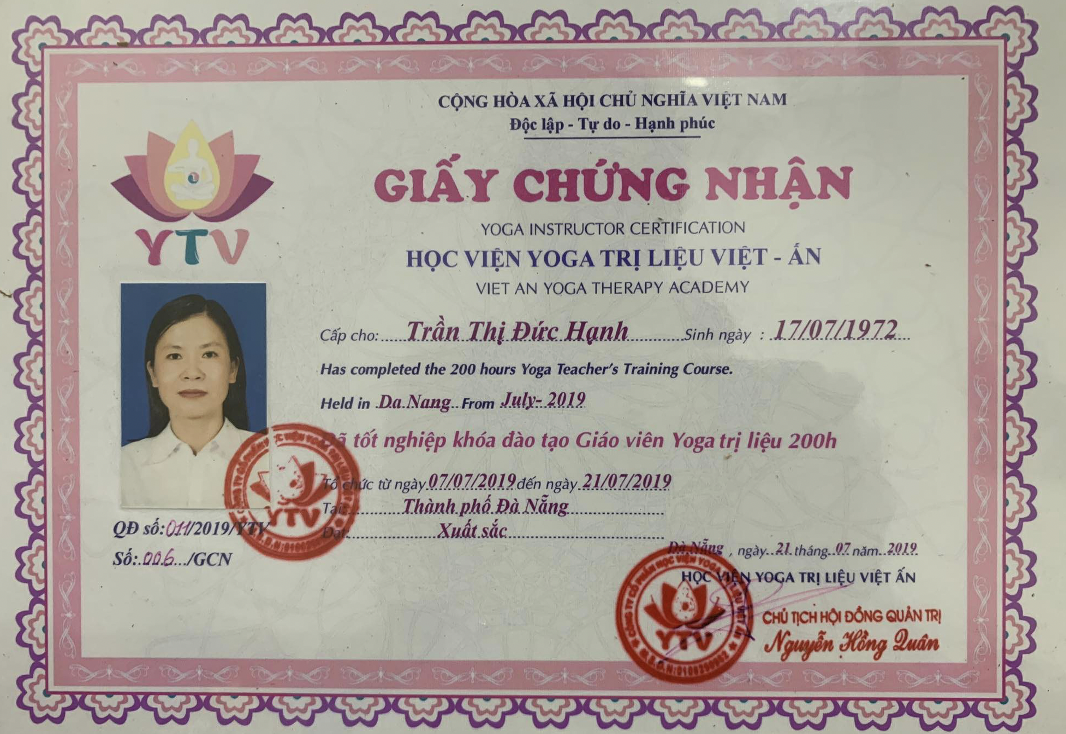 CỘNG HÒA XÃ HỘI CHỦ NGHĨA VIỆT NAM
Độc lập - Tự do - Hạnh phúc
GIẤY CHỨNG NHẬN
YOGA INSTRUCTOR CERTIFICATION
HỌC VIỆN YOGA TRỊ LIỆU VIỆT - ẤN
VIET AN YOGA THERAPY ACADEMY
YTV
Cấp cho: Trần Thị Đức Hạnh Sinh ngày : 17/07/1972
Has completed the 200 hours Yoga Teacher's Training Course.
Held in Da Nang From July- 2019
tốt nghiệp khóa đào tạo Giáo viên Yoga trị liệu 200h
Tổ chức từ ngày 07/07/2019 đến ngày 21/07/2019
Tại: Thành phố Đà Nẵng
Đạt: Xuất sắc
QĐ số: 011/2019/YTV
Số: 006 /GCN
YTV
Đà Nẵng , ngày 21 tháng 07 năm 2019
HỌC VIỆN YOGA TRỊ LIỆU VIỆT ẤN
YTV
CHỦ TỊCH HỘI ĐỒNG QUẢN TRỊ
Nguyễn Hồng Quân